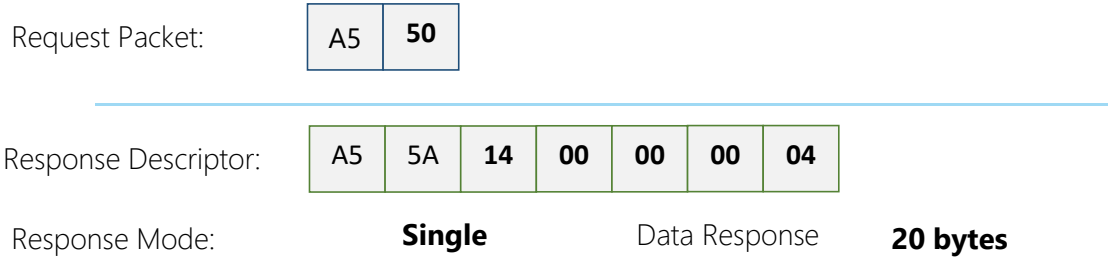 Request Packet: A5 50
Response Descriptor: A5 5A 14 00 00 00 04
Response Mode: Single Data Response 20 bytes